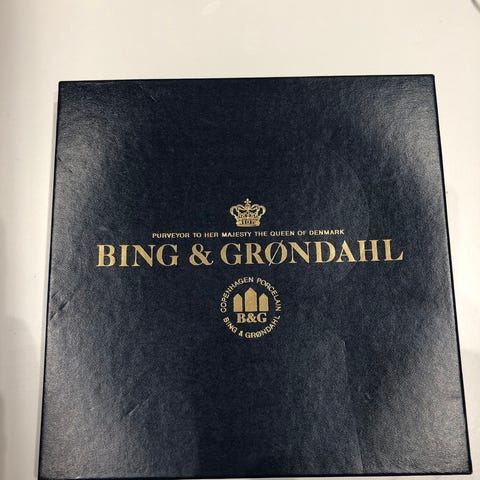 PURVEYOR TO HER MAJESTY THE QUEEN OF DENMARK
BING & GRØNDAHL
COPENHAGEN PORCELAIN
B&G
BING & GRØNDAHL